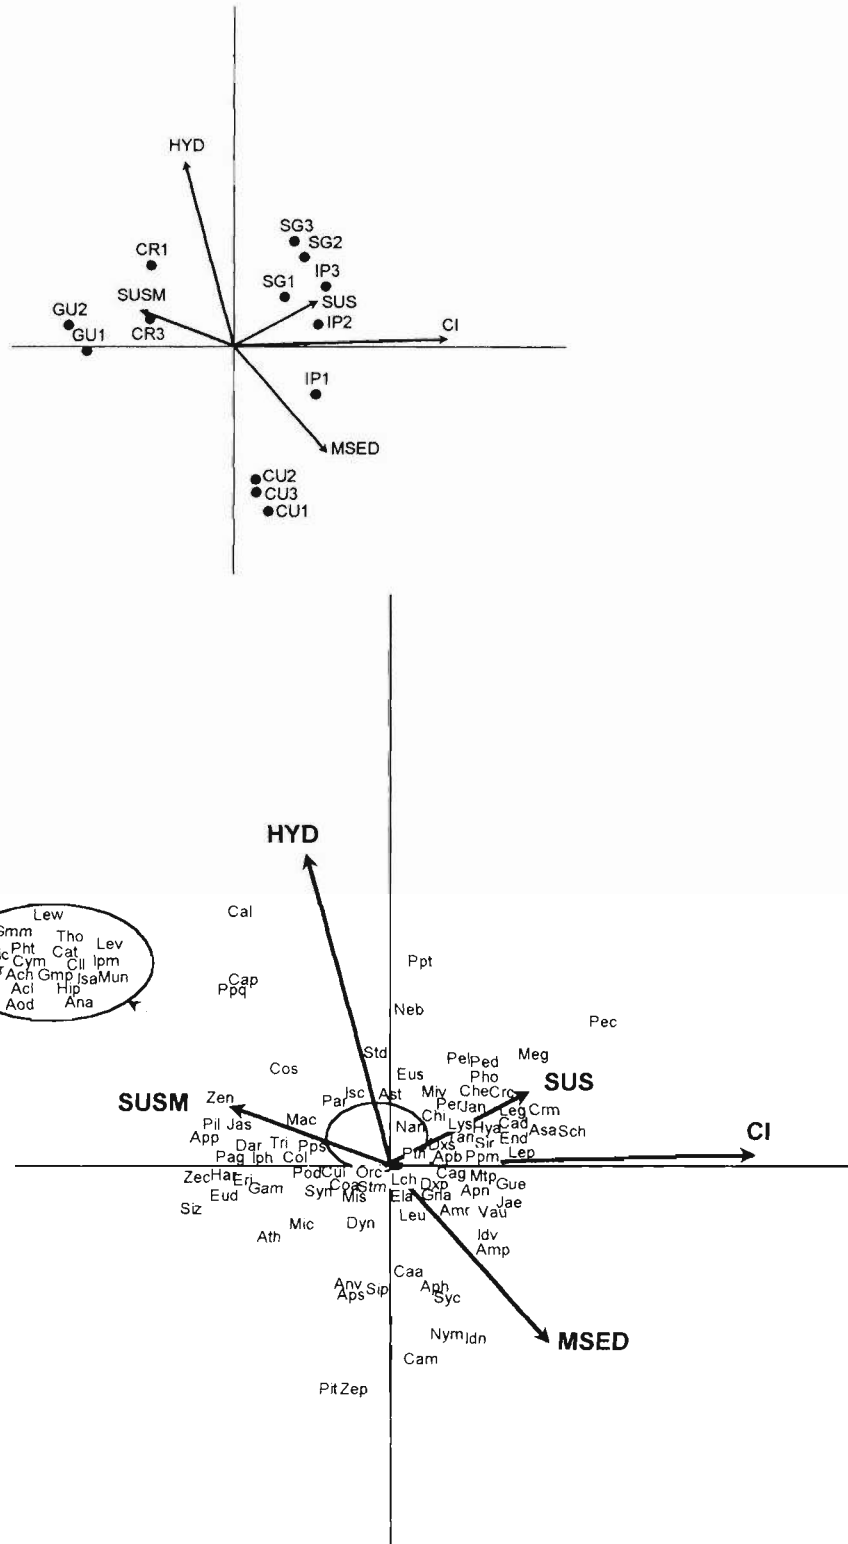 HYD
SG3
SG2
CR1
IP3
SG1
SUSM
SUS
GU2
IP2
CI
GU1
CR3
IP1
MSED
CU2
CU3
CU1
HYD
Lew
Cal
Tho
Lev
Pht
Cat
Ppt
Cym
Cll
Ipm
Ach
Gmp
Isa
Mun
Cap
Acl
Hip
Ppq
Aod
Ana
Neb
Pec
Std
Pel
Ped
Meg
Cos
Eus
Pho
SUS
Zen
Par
Isc
Ast
Miv
Che
Crc
SUSM
Per
Jan
Leg
Crm
Pil
Jas
Mac
Chi
Nan
Lys
Hya
Cad
Asa
Sch
CI
App
Dar
Tri
Pps
Dxs
Tan
Sir
End
Pag
Iph
Col
Pth
Apb
Ppm
Lep
Zec
Har
Eri
Pod
Cui
Orc
Lch
Cag
Mtp
Eud
Gam
Syn
Coa
Stm
Dxp
Apn
Gue
Mis
Ela
Gna
Jae
Siz
Leu
Amr
Vau
Ath
Mic
Dyn
Idv
Amp
Caa
Anv
Sip
Aph
Aps
Syc
Nym
Idn
MSED
Cam
Pit
Zep